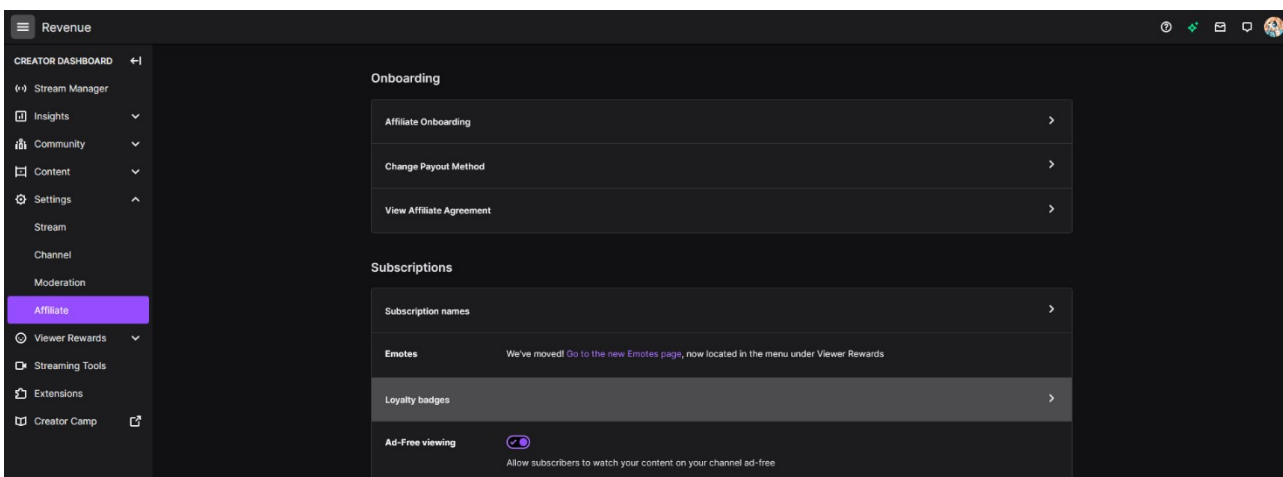 Revenue
CREATOR DASHBOARD
Stream Manager
Insights
Community
Content
Settings
Stream
Channel
Moderation
Affiliate
Viewer Rewards
Streaming Tools
Extensions
Creator Camp
Onboarding
Affiliate Onboarding
Change Payout Method
View Affiliate Agreement
Subscriptions
Subscription names
Emotes We've moved! Go to the new Emotes page, now located in the menu under Viewer Rewards
Loyalty badges
Ad-Free viewing
Allow subscribers to watch your content on your channel ad-free